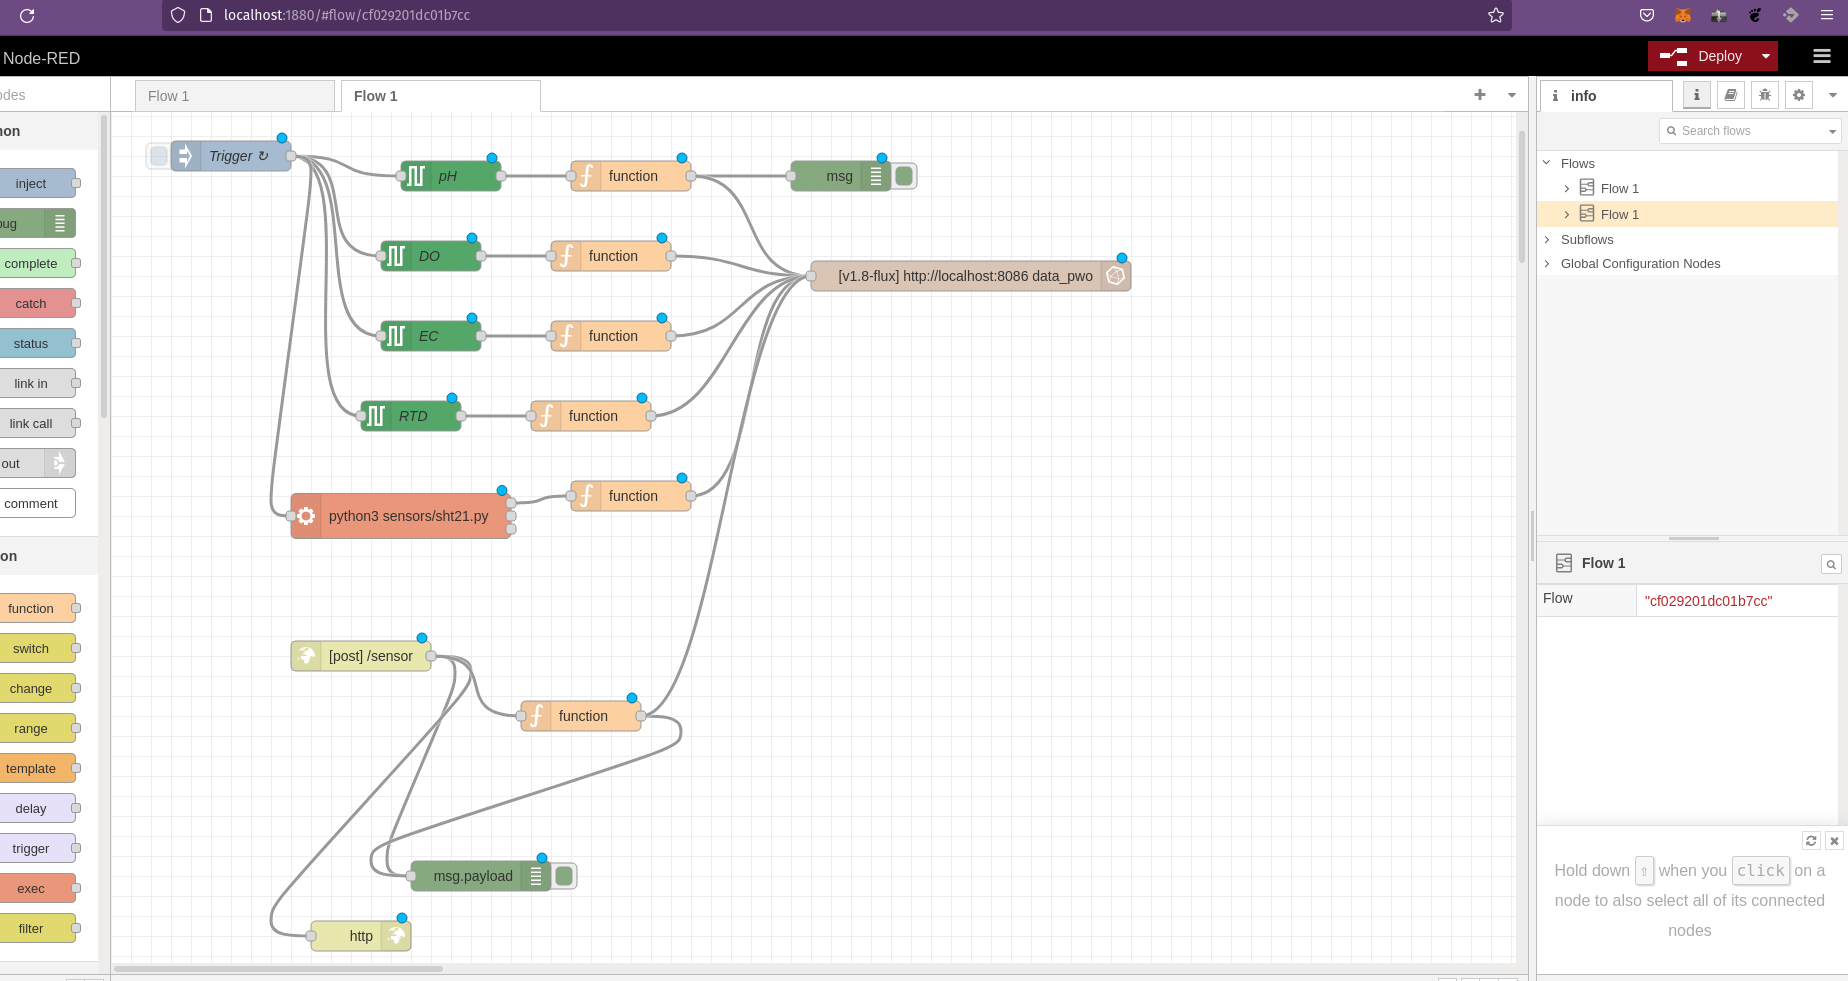 localhost:1880/#flow/cf029201dc01b7cc
Node-RED
Deploy
odes
Flow 1
Flow 1
info
Search flows
non
inject
bug
complete
catch
status
link in
link call
out
comment
on
function
switch
change
range
template
delay
trigger
exec
filter
Trigger ↻
pH
function
msg
DO
function
[v1.8-flux] http://localhost:8086 data_pwo
EC
function
RTD
function
python3 sensors/sht21.py
function
[post] /sensor
function
msg.payload
http
Flows
Flow 1
Flow 1
Subflows
Global Configuration Nodes
Flow 1
Flow "cf029201dc01b7cc"
Hold down ⇧ when you click on a
node to also select all of its connected
nodes